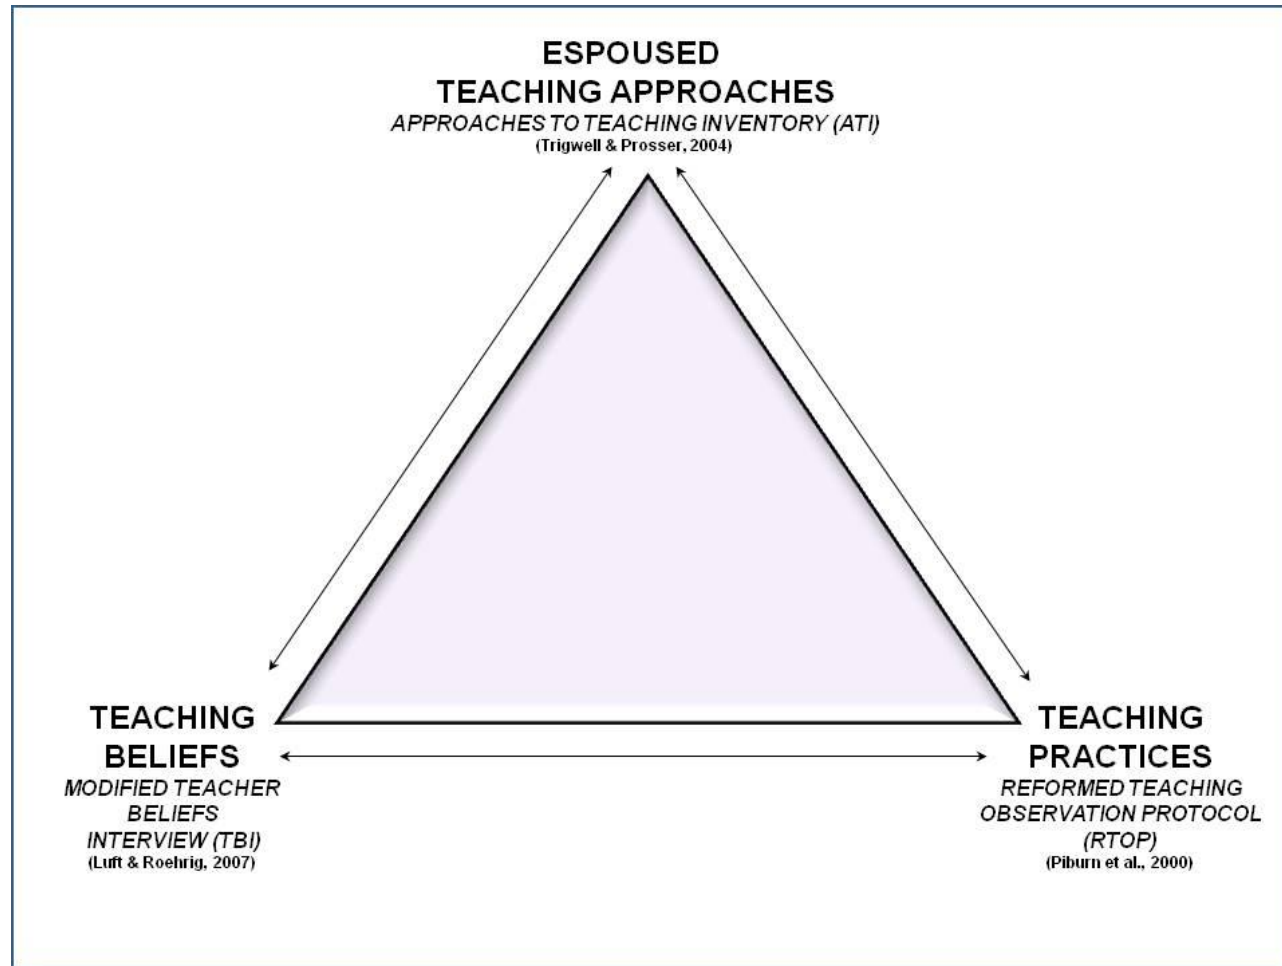 ESPOUSED
TEACHING APPROACHES
APPROACHES TO TEACHING INVENTORY (ATI)
(Trigwell & Prosser, 2004)
TEACHING
BELIEFS
MODIFIED TEACHER
BELIEFS
INTERVIEW (TBI)
(Luft & Roehrig, 2007)
TEACHING
PRACTICES
REFORMED TEACHING
OBSERVATION PROTOCOL
(RTOP)
(Piburn et al., 2000)